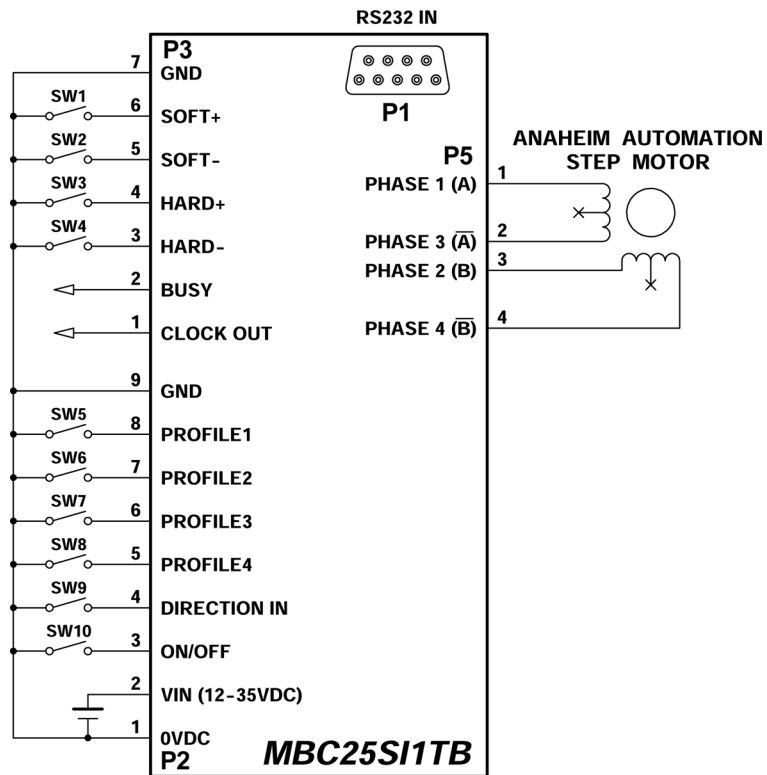 RS232 IN
P3
7 GND
SW1
6 SOFT+
SW2
5 SOFT-
SW3
4 HARD+
SW4
3 HARD-
2 BUSY
1 CLOCK OUT
9 GND
SW5
8 PROFILE1
SW6
7 PROFILE2
SW7
6 PROFILE3
SW8
5 PROFILE4
SW9
4 DIRECTION IN
SW10
3 ON/OFF
2 VIN (12-35VDC)
1 0VDC
P2
MBC25SI1TB
P1
P5
PHASE 1 (A) 1
PHASE 3 (A̅) 2
PHASE 2 (B) 3
PHASE 4 (B̅) 4
ANAHEIM AUTOMATION
STEP MOTOR